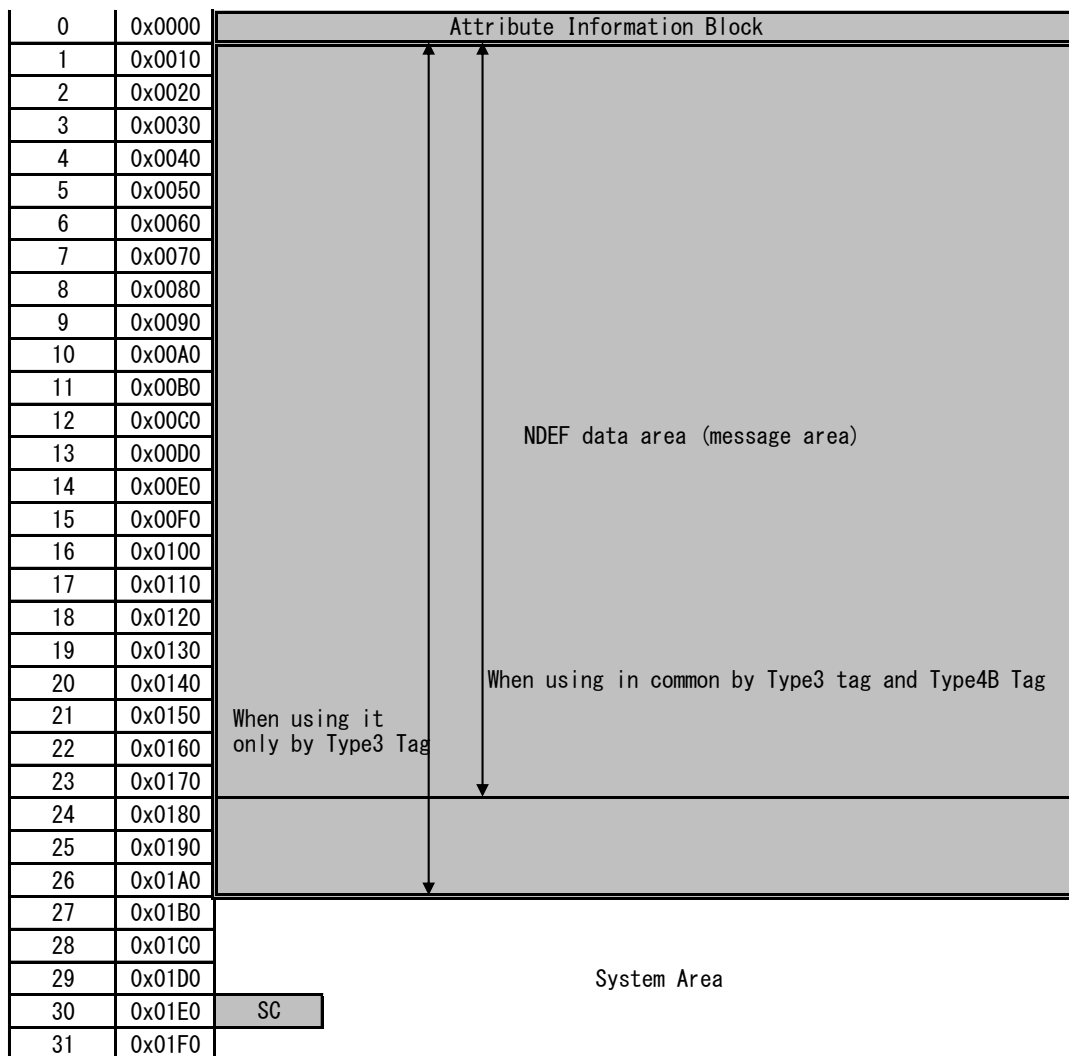 0 0x0000 Attribute Information Block
1 0x0010
2 0x0020
3 0x0030
4 0x0040
5 0x0050
6 0x0060
7 0x0070
8 0x0080
9 0x0090
10 0x00A0
11 0x00B0
12 0x00C0
NDEF data area (message area)
13 0x00D0
14 0x00E0
15 0x00F0
16 0x0100
17 0x0110
18 0x0120
19 0x0130
20 0x0140 When using in common by Type3 tag and Type4B Tag
21 0x0150 When using it
22 0x0160 only by Type3 Tag
23 0x0170
24 0x0180
25 0x0190
26 0x01A0
27 0x01B0
28 0x01C0
29 0x01D0 System Area
30 0x01E0 SC
31 0x01F0